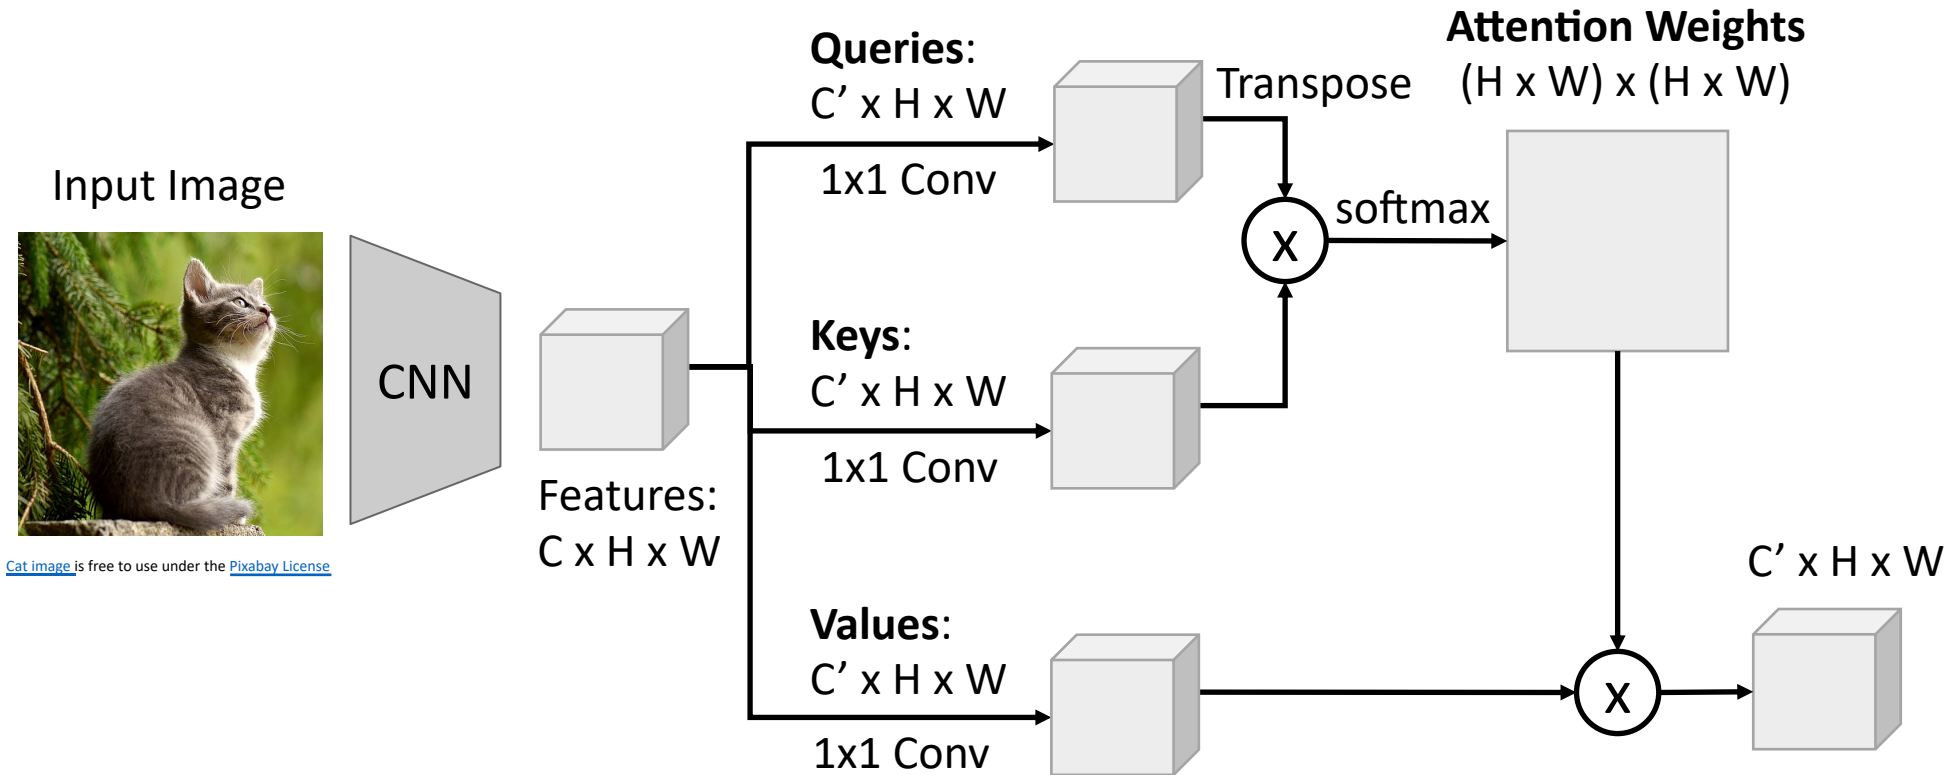 Input Image
Cat image is free to use under the Pixabay License
CNN
Features:
C x H x W
Queries:
C’ x H x W
1x1 Conv
Keys:
C’ x H x W
1x1 Conv
Values:
C’ x H x W
1x1 Conv
Transpose
X
softmax
Attention Weights
(H x W) x (H x W)
X
C’ x H x W